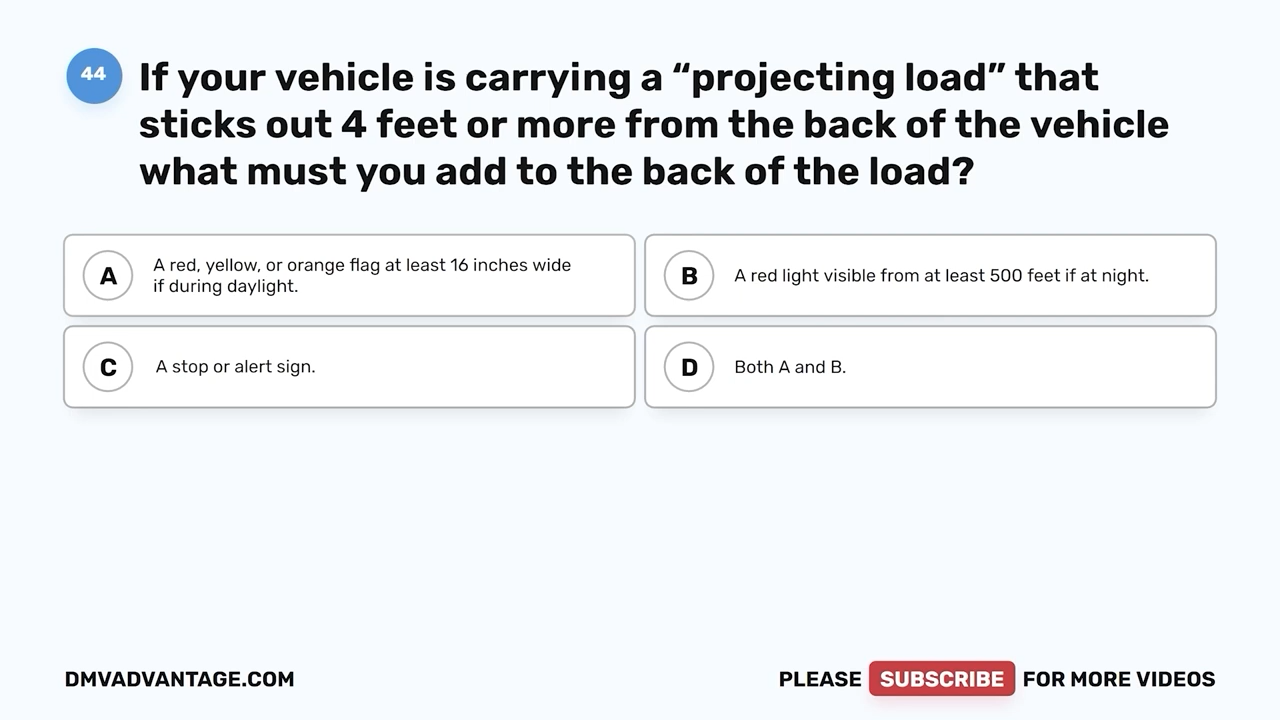 44
If your vehicle is carrying a “projecting load” that
sticks out 4 feet or more from the back of the vehicle
what must you add to the back of the load?
A
A red, yellow, or orange flag at least 16 inches wide
if during daylight.
B
A red light visible from at least 500 feet if at night.
C
A stop or alert sign.
D
Both A and B.
DMVADVANTAGE.COM
PLEASE SUBSCRIBE FOR MORE VIDEOS